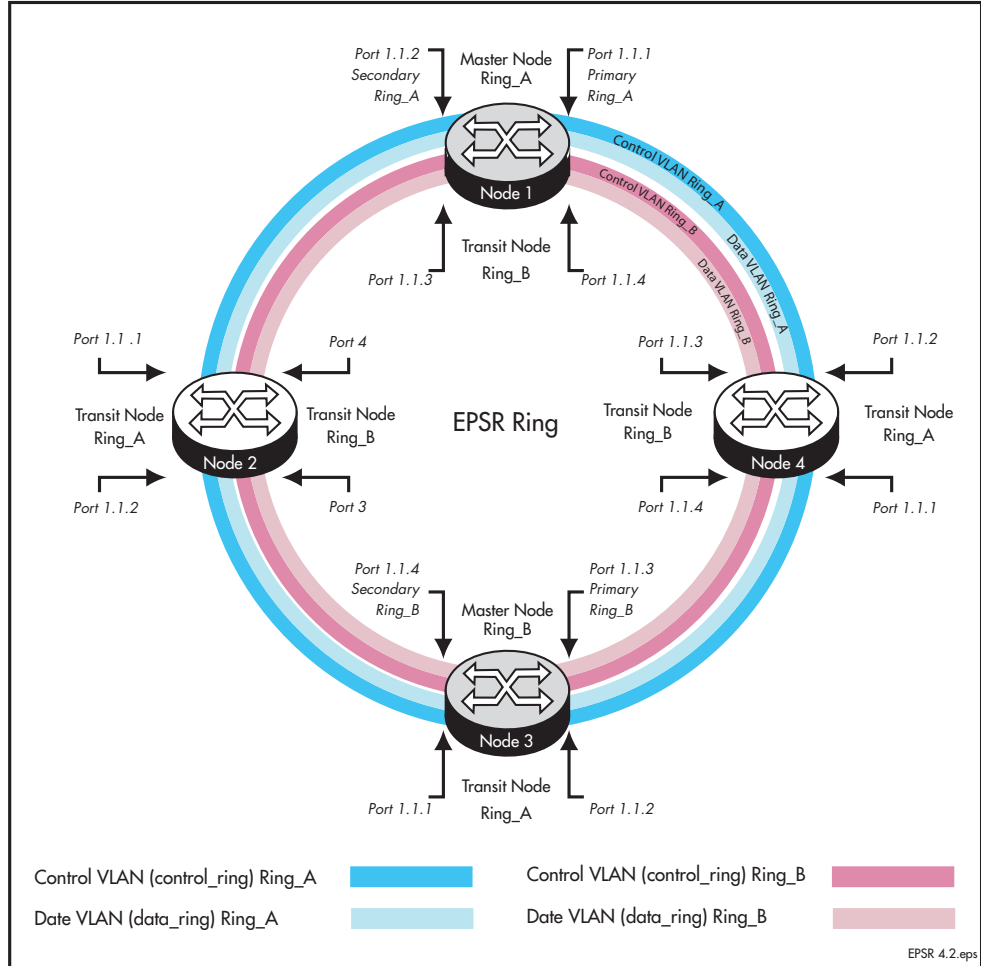 Port 1.1.2
Secondary
Ring_A
Master Node
Ring_A
Port 1.1.1
Primary
Ring_A
Control VLAN Ring_A
Data VLAN Ring_A
Control VLAN Ring_B
Data VLAN Ring_B
Node 1
Port 1.1.3
Transit Node
Ring_B
Port 1.1.4
Port 1.1 .1
Port 4
Transit Node
Ring_A
Transit Node
Ring_B
Node 2
Port 1.1.2
Port 3
EPSR Ring
Port 1.1.3
Port 1.1.2
Transit Node
Ring_B
Transit Node
Ring_A
Node 4
Port 1.1.4
Port 1.1.1
Port 1.1.4
Secondary
Ring_B
Master Node
Ring_B
Port 1.1.3
Primary
Ring_B
Node 3
Port 1.1.1
Transit Node
Ring_A
Port 1.1.2
Control VLAN (control_ring) Ring_A
Control VLAN (control_ring) Ring_B
Date VLAN (data_ring) Ring_A
Date VLAN (data_ring) Ring_B
EPSR 4.2.eps